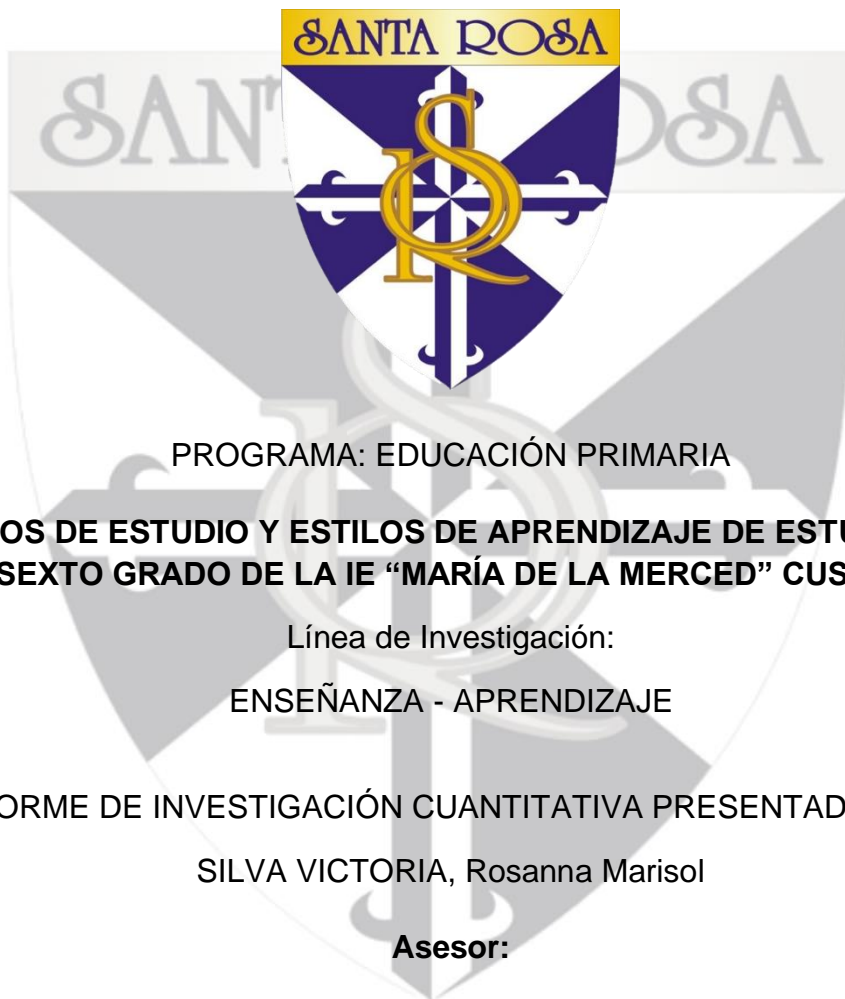 SANTA ROSA
PROGRAMA: EDUCACIÓN PRIMARIA
OS DE ESTUDIO Y ESTILOS DE APRENDIZAJE DE ESTU
SEXTO GRADO DE LA IE “MARÍA DE LA MERCED” CUS
Línea de Investigación:
ENSEÑANZA - APRENDIZAJE
ORME DE INVESTIGACIÓN CUANTITATIVA PRESENTAD
SILVA VICTORIA, Rosanna Marisol
Asesor: